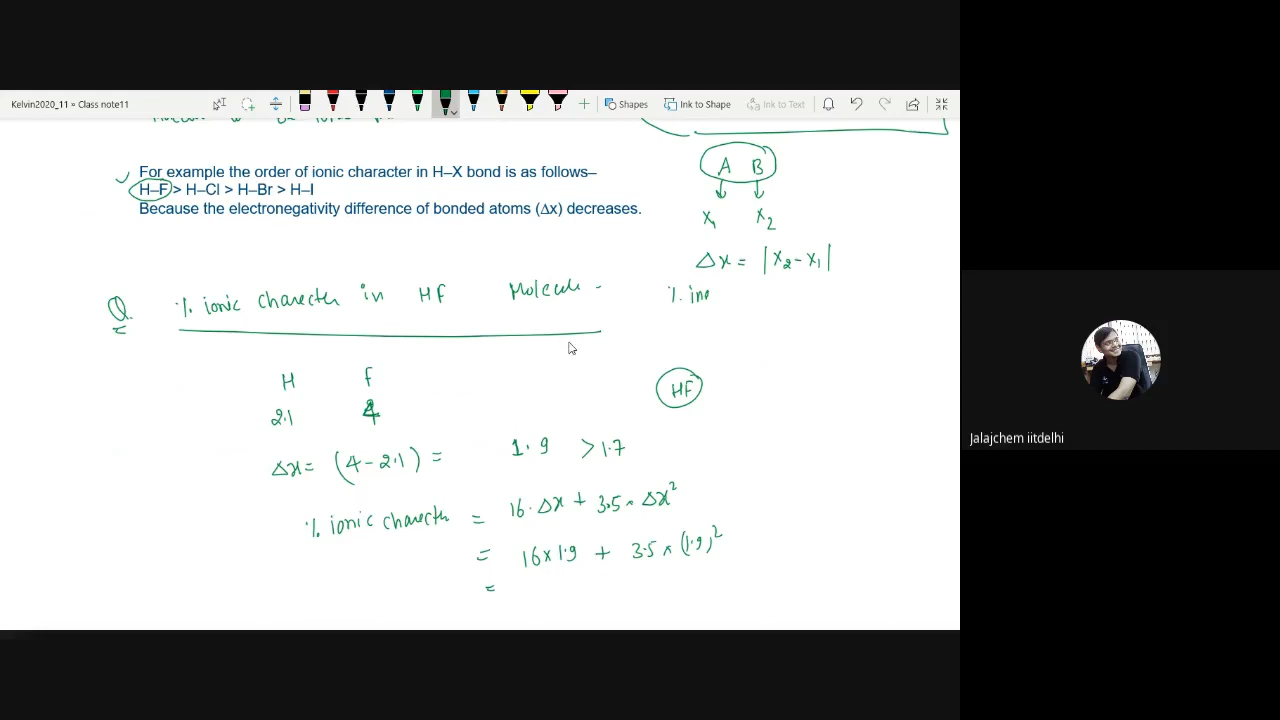 Kelvin2020_11 » Class note11
Shapes
Ink to Shape
Ink to Text
For example the order of ionic character in H–X bond is as follows–
H–F > H–Cl > H–Br > H–I
Because the electronegativity difference of bonded atoms (Δx) decreases.
A B
x₁ x₂
Δx = |x₂ - x₁|
Q. % ionic charecter in HF Molecule -
% ine
H F
2.1 4
HF
Δx = (4 - 2.1) = 1.9 > 1.7
% ionic charecter = 16 . Δx + 3.5 × Δx²
= 16 × 1.9 + 3.5 × (1.9)²
=
Jalajchem iitdelhi